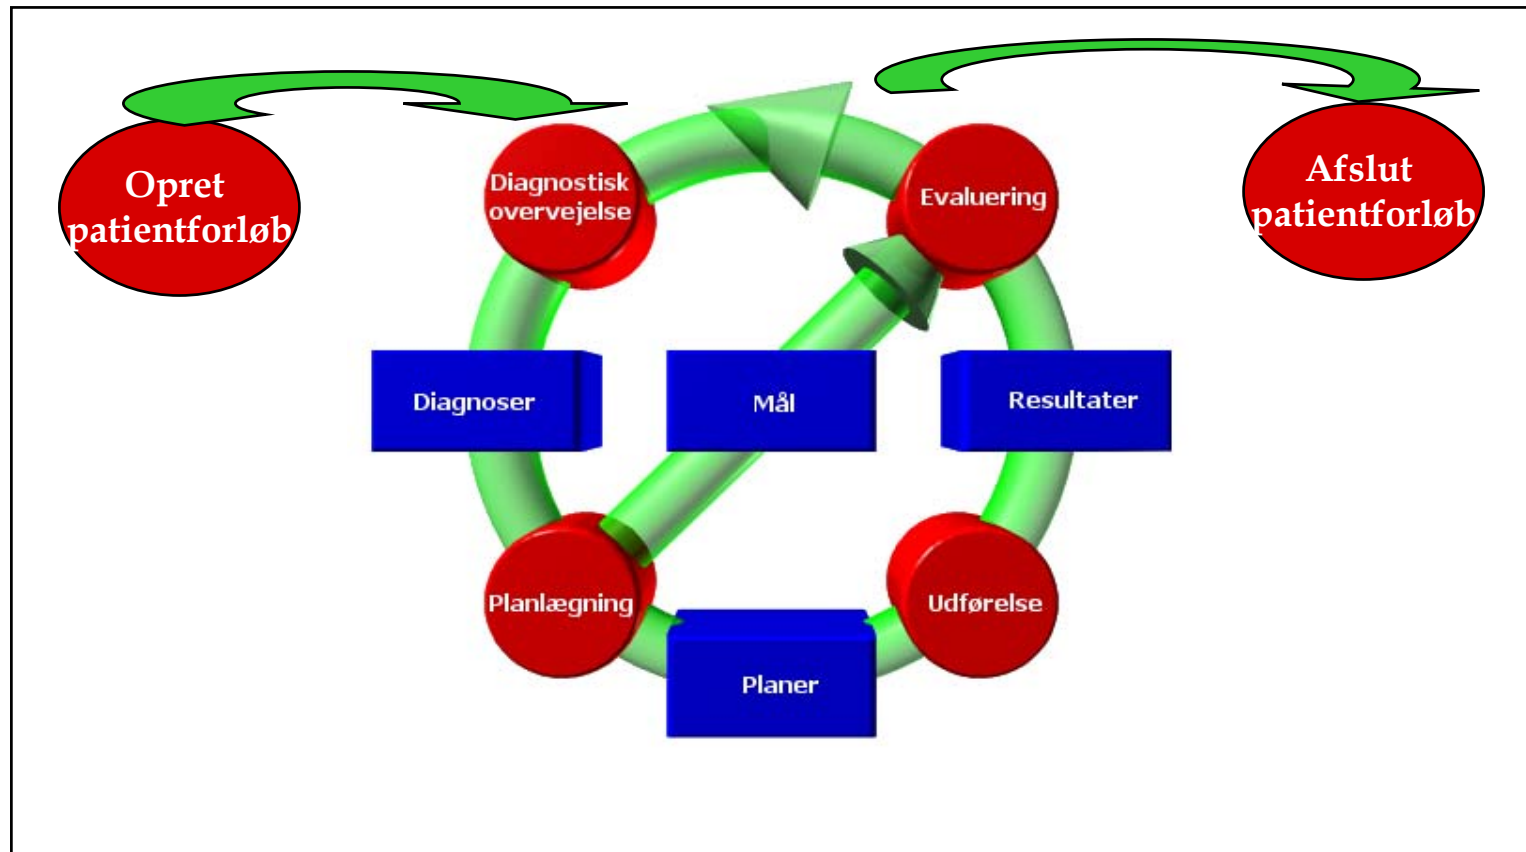 Opret
patientforløb
Diagnostisk
overvejelse
Evaluering
Afslut
patientforløb
Diagnoser
Mål
Resultater
Planlægning
Udførelse
Planer